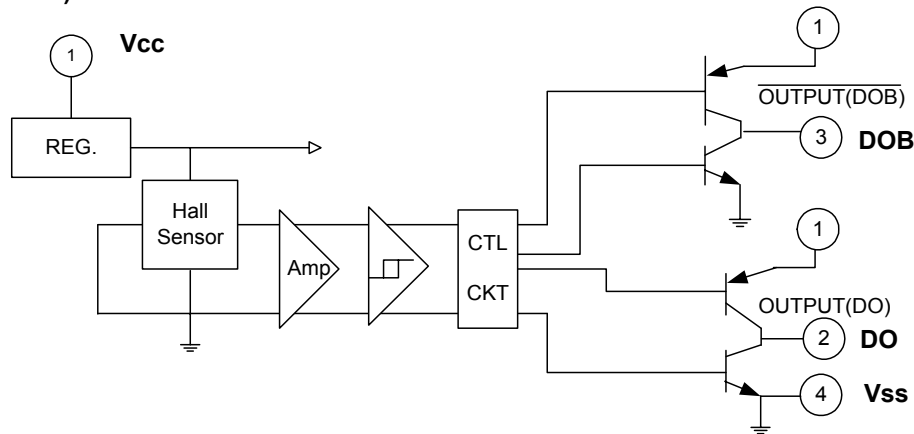 )
1 Vcc
REG.
Hall
Sensor
Amp
CTL
CKT
1
OUTPUT(DOB)
3 DOB
1
OUTPUT(DO)
2 DO
4 Vss